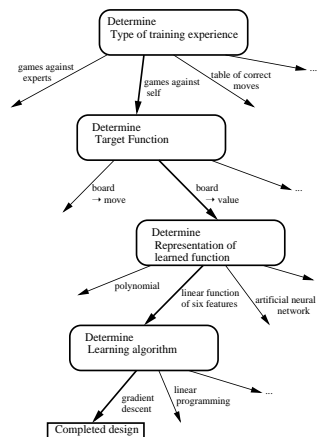 Determine
Type of training experience
games against
experts
games against
self
table of correct
moves
...
Determine
Target Function
board
→ move
board
→ value
...
Determine
Representation of
learned function
polynomial
linear function
of six features
artificial neural
network
...
Determine
Learning algorithm
gradient
descent
linear
programming
...
Completed design